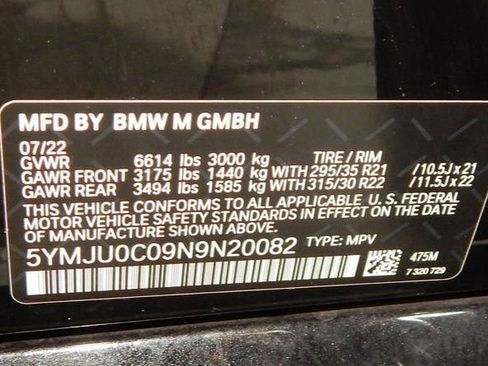 MFD BY BMW M GMBH
07/22
GVWR 6614 lbs 3000 kg TIRE / RIM
GAWR FRONT 3175 lbs 1440 kg W/ 295/35 R21 /10.5J x 21
GAWR REAR 3494 lbs 1585 kg W/ 315/30 R22 /11.5J x 22
THIS VEHICLE CONFORMS TO ALL APPLICABLE U. S. FEDERAL
MOTOR VEHICLE SAFETY STANDARDS IN EFFECT ON THE DATE
OF MANUFACTURE SHOWN ABOVE.
5YMJU0C09N9N20082 TYPE: MPV
475M
7 320 729